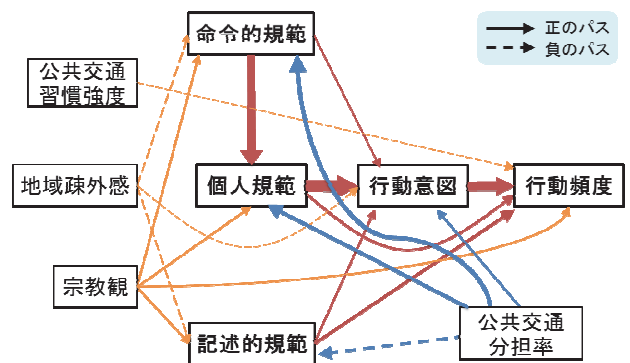 命令的規範
正のパス
負のパス
公共交通
習慣強度
地域疎外感
個人規範
行動意図
行動頻度
宗教観
記述的規範
公共交通
分担率